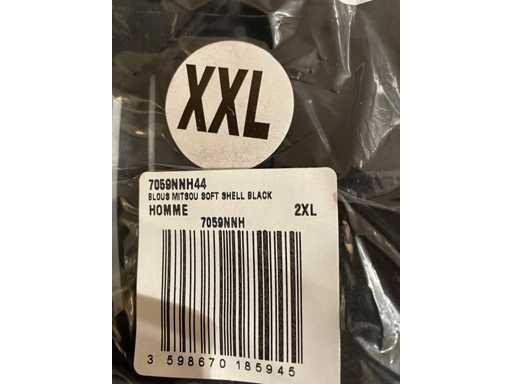 XXL
7059NNH44
BLOUS MITSOU SOFT SHELL BLACK
HOMME 2XL
7059NNH
3 598670 185945